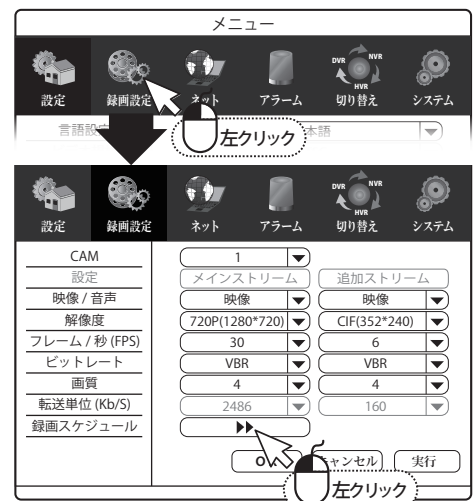 メニュー
DVR NVR
HVR
設定 録画設定 ネット アラーム 切り替え システム
言語設 本語
左クリック
DVR NVR
HVR
設定 録画設定 ネット アラーム 切り替え システム
CAM 1
設定 メインストリーム 追加ストリーム
映像 / 音声 映像 映像
解像度 720P(1280*720) CIF(352*240)
フレーム / 秒 (FPS) 30 6
ビットレート VBR VBR
画質 4 4
転送単位 (Kb/S) 2486 160
録画スケジュール
キャンセル 実行
左クリック